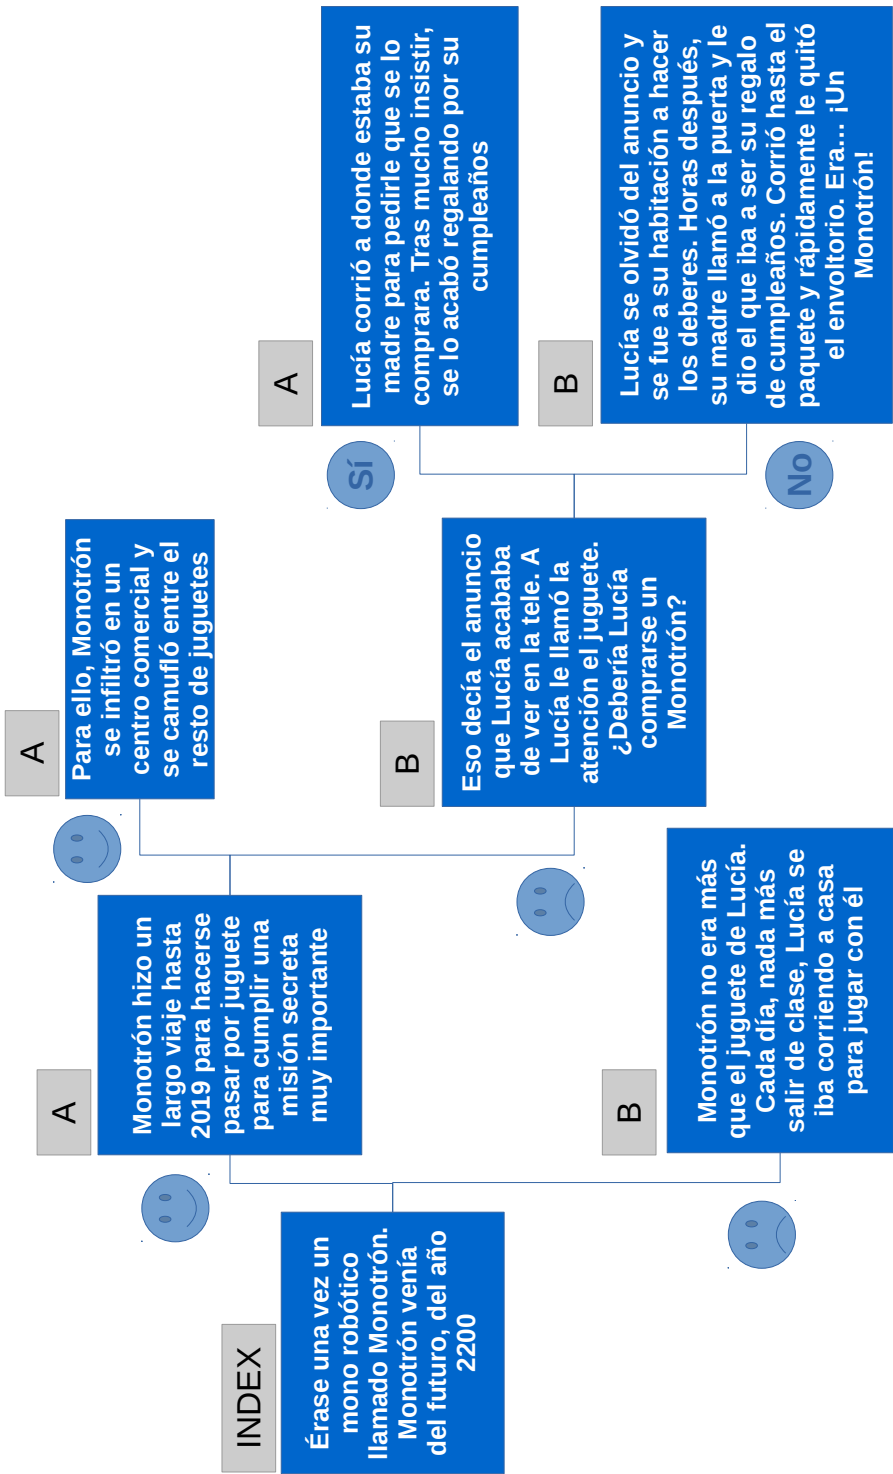 INDEX
Érase una vez un
mono robótico
llamado Monotrón.
Monotrón venía
del futuro, del año
2200
A
Monotrón hizo un
largo viaje hasta
2019 para hacerse
pasar por juguete
para cumplir una
misión secreta
muy importante
B
Monotrón no era más
que el juguete de Lucía.
Cada día, nada más
salir de clase, Lucía se
iba corriendo a casa
para jugar con él
A
Para ello, Monotrón
se infiltró en un
centro comercial y
se camufló entre el
resto de juguetes
B
Eso decía el anuncio
que Lucía acababa
de ver en la tele. A
Lucía le llamó la
atención el juguete.
¿Debería Lucía
comprarse un
Monotrón?
Sí
A
Lucía corrió a donde estaba su
madre para pedirle que se lo
comprara. Tras mucho insistir,
se lo acabó regalando por su
cumpleaños
No
B
Lucía se olvidó del anuncio y
se fue a su habitación a hacer
los deberes. Horas después,
su madre llamó a la puerta y le
dio el que iba a ser su regalo
de cumpleaños. Corrió hasta el
paquete y rápidamente le quitó
el envoltorio. Era... ¡Un
Monotrón!